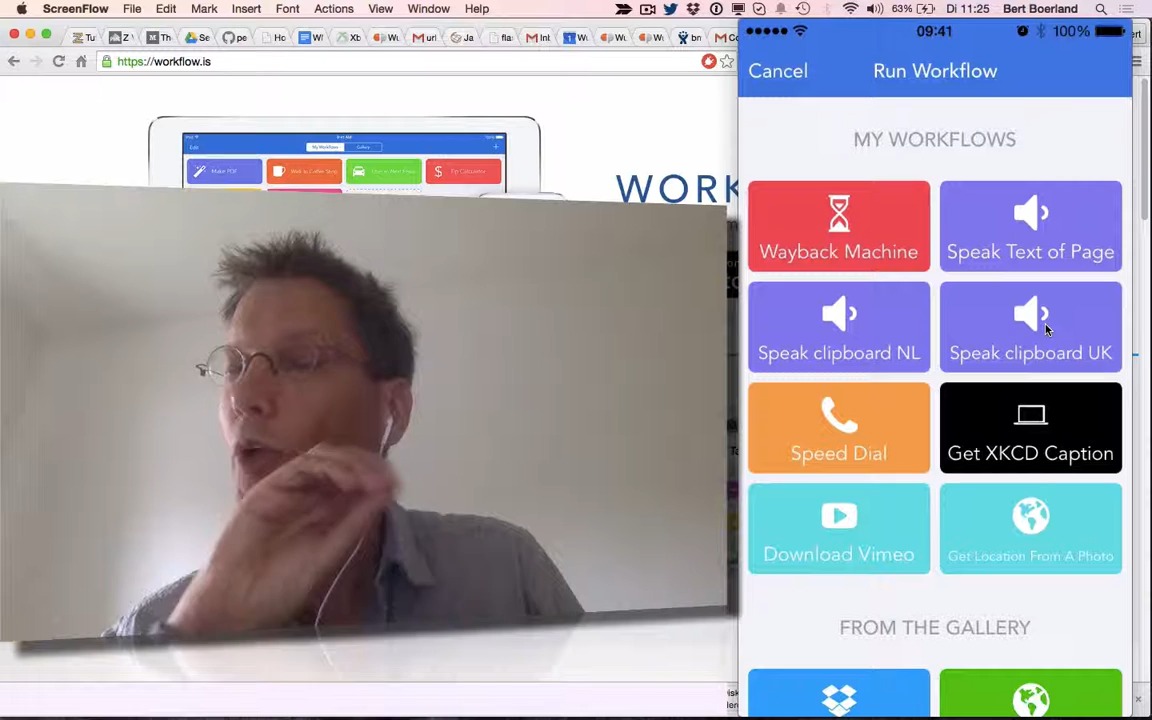 ScreenFlow File Edit Mark Insert Font Actions View Window Help 63% Di 11:25 Bert Boerland
https://workflow.is
WORK
Cancel Run Workflow
09:41 100%
MY WORKFLOWS
Wayback Machine
Speak Text of Page
Speak clipboard NL
Speak clipboard UK
Speed Dial
Get XKCD Caption
Download Vimeo
Get Location From A Photo
FROM THE GALLERY